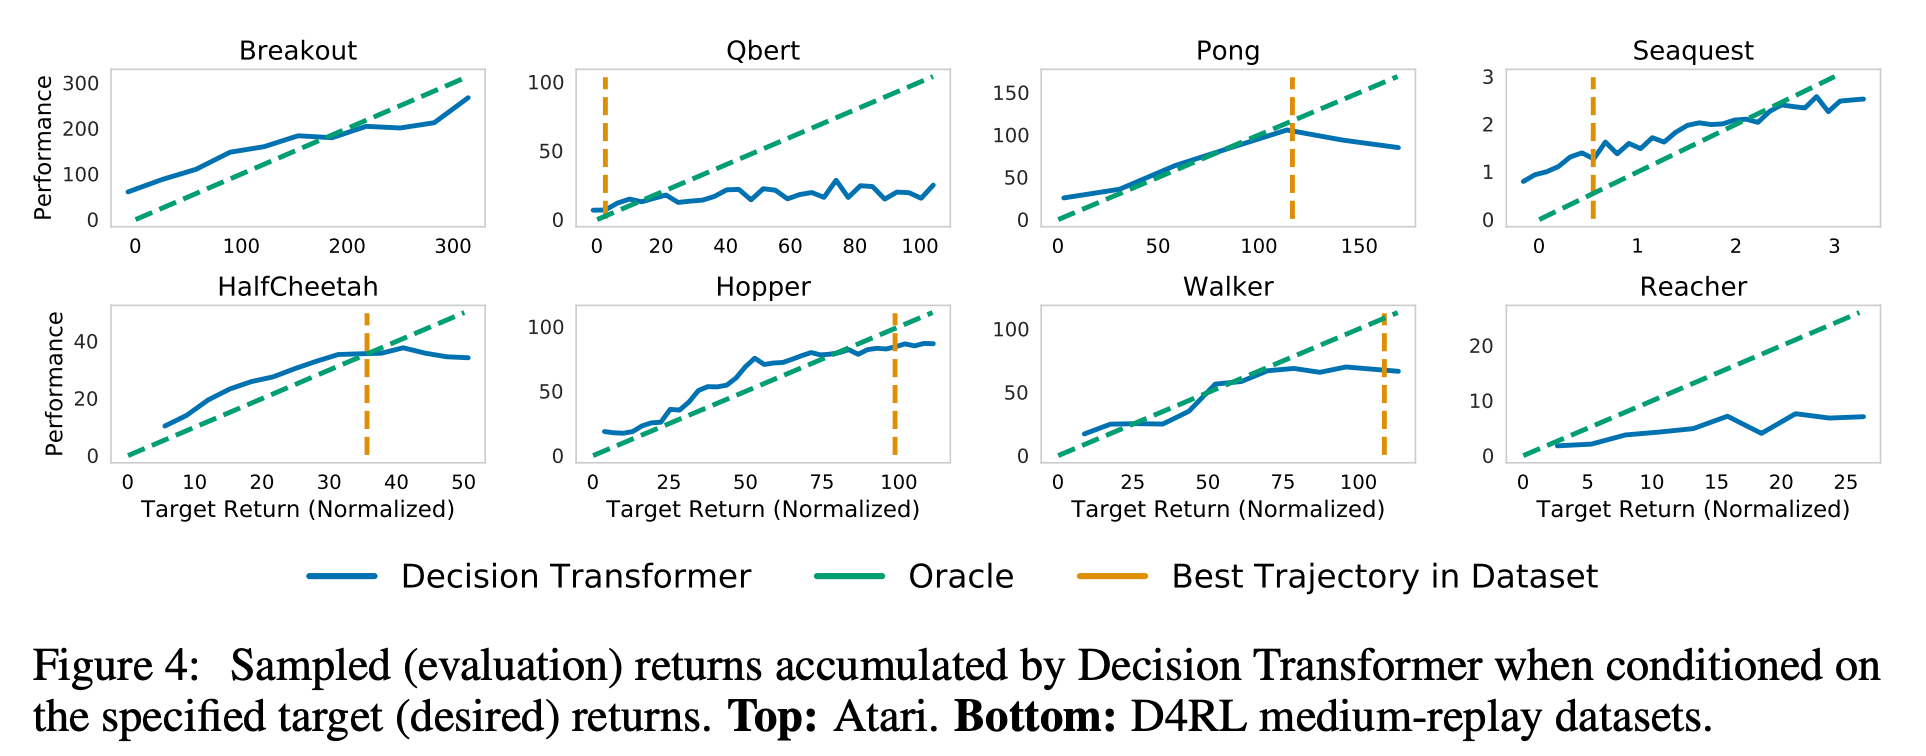 Breakout Qbert Pong Seaquest
Performance
300
200
100
0
0 100 200 300
100
50
0
0 20 40 60 80 100
150
100
50
0
0 50 100 150
3
2
1
0
0 1 2 3
HalfCheetah Hopper Walker Reacher
Performance
40
20
0
0 10 20 30 40 50
Target Return (Normalized)
100
50
0
0 25 50 75 100
Target Return (Normalized)
100
50
0
0 25 50 75 100
Target Return (Normalized)
20
10
0
0 5 10 15 20 25
Target Return (Normalized)
Decision Transformer Oracle Best Trajectory in Dataset
Figure 4: Sampled (evaluation) returns accumulated by Decision Transformer when conditioned on
the specified target (desired) returns. Top: Atari. Bottom: D4RL medium-replay datasets.